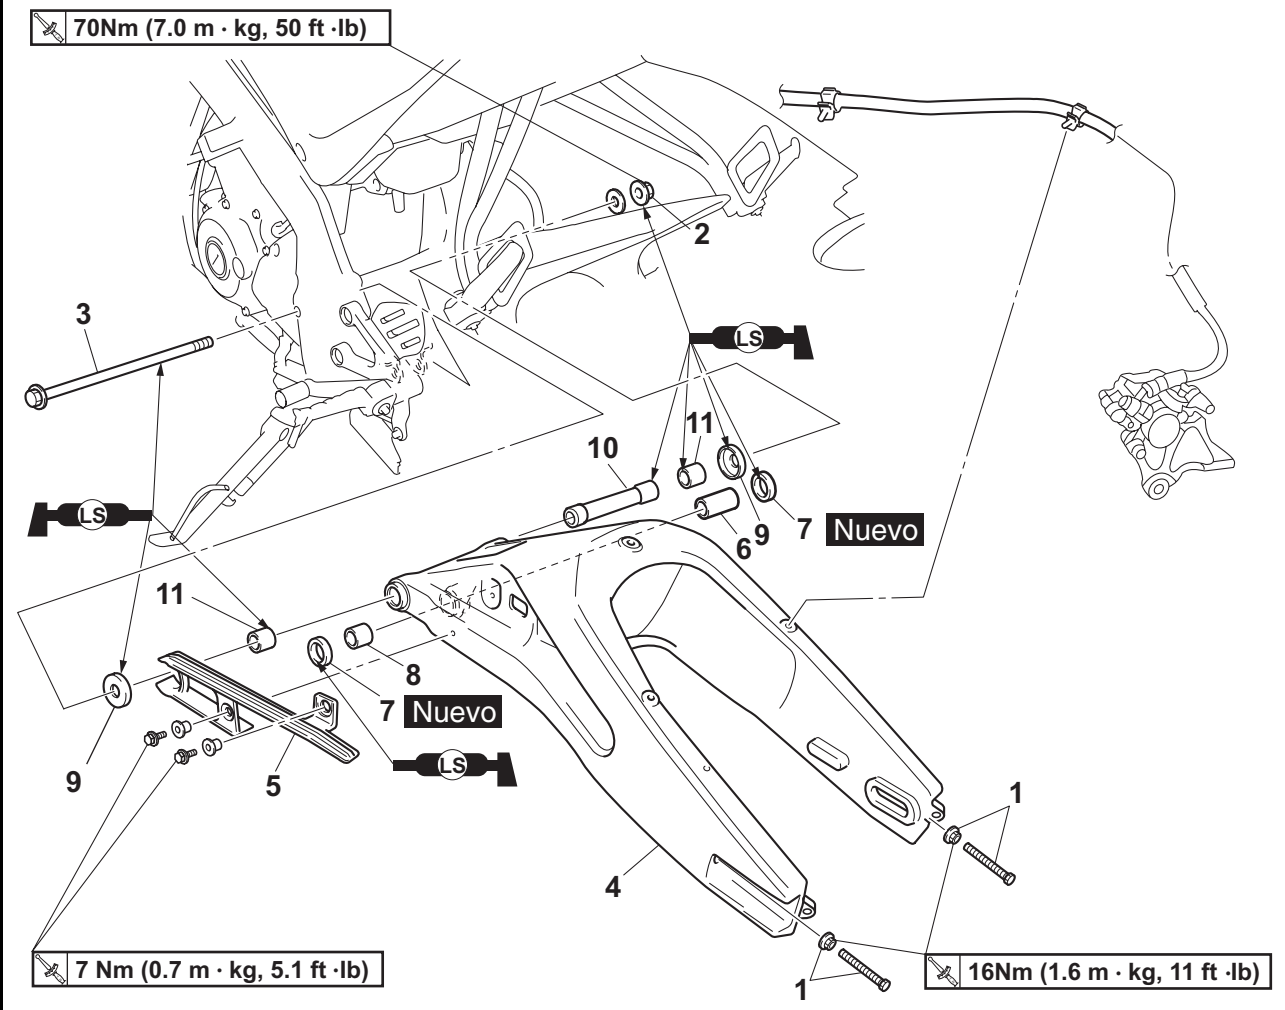 70Nm (7.0 m · kg, 50 ft ·lb)
2
3
LS
11
10
LS
6
9
7 Nuevo
11
8
7 Nuevo
9
5
LS
1
4
7 Nm (0.7 m · kg, 5.1 ft ·lb)
1
16Nm (1.6 m · kg, 11 ft ·lb)